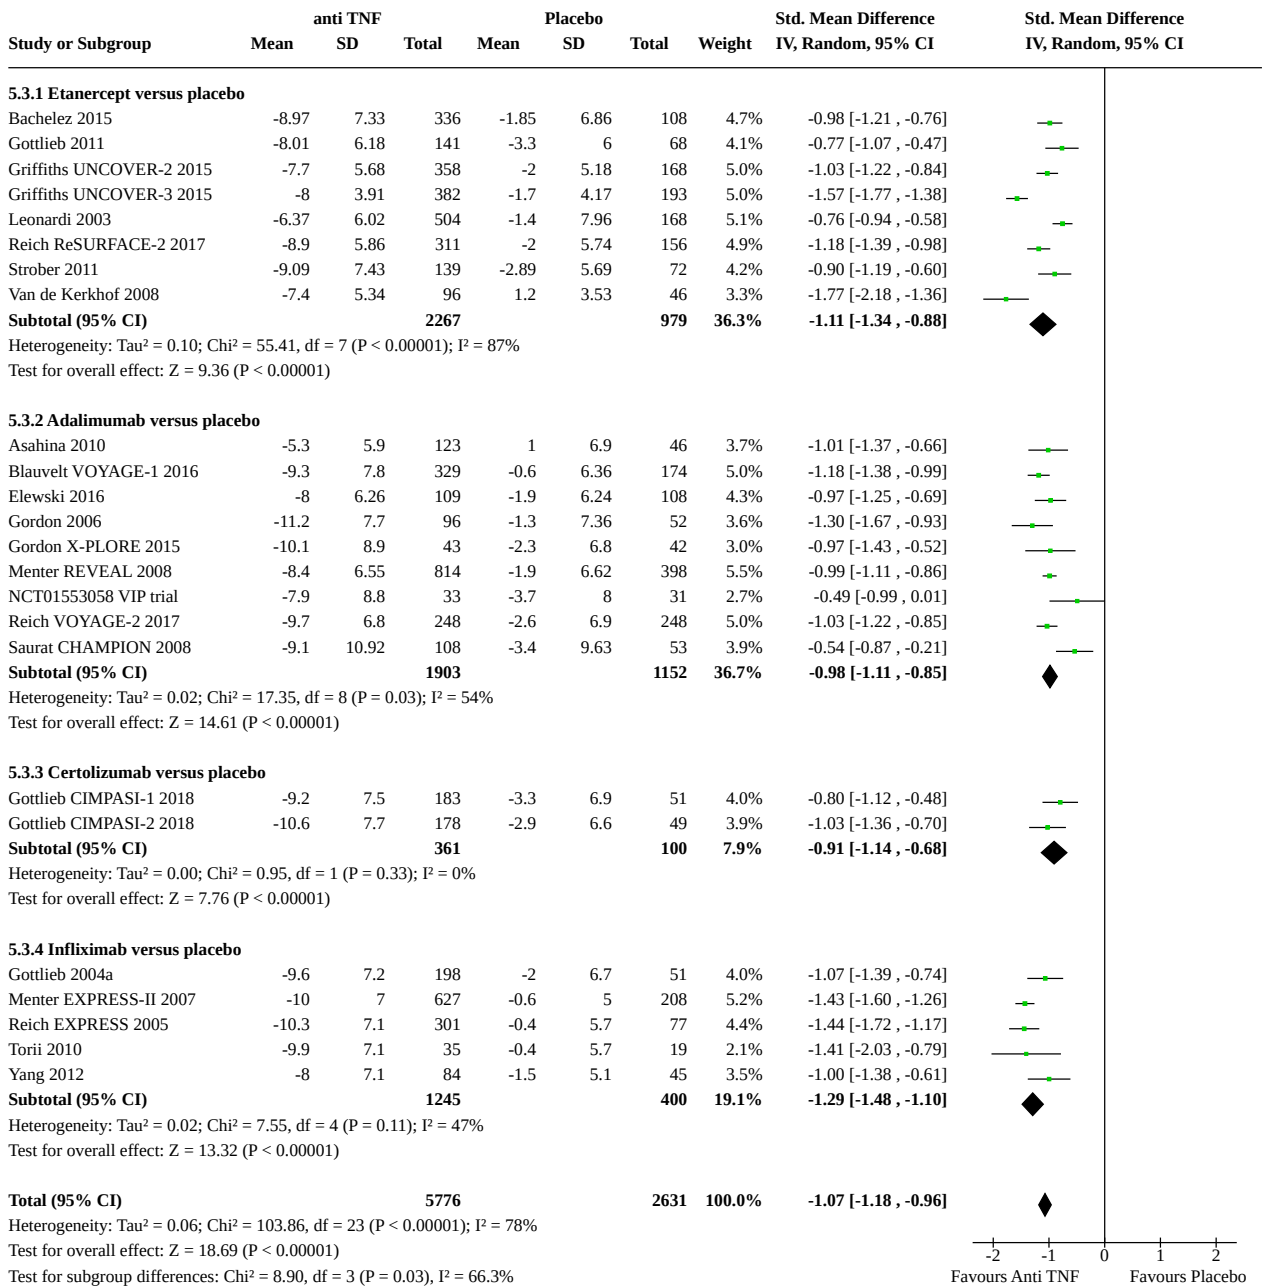 anti TNF Placebo Std. Mean Difference Std. Mean Difference
Study or Subgroup Mean SD Total Mean SD Total Weight IV, Random, 95% CI IV, Random, 95% CI
5.3.1 Etanercept versus placebo
Bachelez 2015 -8.97 7.33 336 -1.85 6.86 108 4.7% -0.98 [-1.21 , -0.76]
Gottlieb 2011 -8.01 6.18 141 -3.3 6 68 4.1% -0.77 [-1.07 , -0.47]
Griffiths UNCOVER-2 2015 -7.7 5.68 358 -2 5.18 168 5.0% -1.03 [-1.22 , -0.84]
Griffiths UNCOVER-3 2015 -8 3.91 382 -1.7 4.17 193 5.0% -1.57 [-1.77 , -1.38]
Leonardi 2003 -6.37 6.02 504 -1.4 7.96 168 5.1% -0.76 [-0.94 , -0.58]
Reich ReSURFACE-2 2017 -8.9 5.86 311 -2 5.74 156 4.9% -1.18 [-1.39 , -0.98]
Strober 2011 -9.09 7.43 139 -2.89 5.69 72 4.2% -0.90 [-1.19 , -0.60]
Van de Kerkhof 2008 -7.4 5.34 96 1.2 3.53 46 3.3% -1.77 [-2.18 , -1.36]
Subtotal (95% CI) 2267 979 36.3% -1.11 [-1.34 , -0.88]
Heterogeneity: Tau² = 0.10; Chi² = 55.41, df = 7 (P < 0.00001); I² = 87%
Test for overall effect: Z = 9.36 (P < 0.00001)
5.3.2 Adalimumab versus placebo
Asahina 2010 -5.3 5.9 123 1 6.9 46 3.7% -1.01 [-1.37 , -0.66]
Blauvelt VOYAGE-1 2016 -9.3 7.8 329 -0.6 6.36 174 5.0% -1.18 [-1.38 , -0.99]
Elewski 2016 -8 6.26 109 -1.9 6.24 108 4.3% -0.97 [-1.25 , -0.69]
Gordon 2006 -11.2 7.7 96 -1.3 7.36 52 3.6% -1.30 [-1.67 , -0.93]
Gordon X-PLORE 2015 -10.1 8.9 43 -2.3 6.8 42 3.0% -0.97 [-1.43 , -0.52]
Menter REVEAL 2008 -8.4 6.55 814 -1.9 6.62 398 5.5% -0.99 [-1.11 , -0.86]
NCT01553058 VIP trial -7.9 8.8 33 -3.7 8 31 2.7% -0.49 [-0.99 , 0.01]
Reich VOYAGE-2 2017 -9.7 6.8 248 -2.6 6.9 248 5.0% -1.03 [-1.22 , -0.85]
Saurat CHAMPION 2008 -9.1 10.92 108 -3.4 9.63 53 3.9% -0.54 [-0.87 , -0.21]
Subtotal (95% CI) 1903 1152 36.7% -0.98 [-1.11 , -0.85]
Heterogeneity: Tau² = 0.02; Chi² = 17.35, df = 8 (P = 0.03); I² = 54%
Test for overall effect: Z = 14.61 (P < 0.00001)
5.3.3 Certolizumab versus placebo
Gottlieb CIMPASI-1 2018 -9.2 7.5 183 -3.3 6.9 51 4.0% -0.80 [-1.12 , -0.48]
Gottlieb CIMPASI-2 2018 -10.6 7.7 178 -2.9 6.6 49 3.9% -1.03 [-1.36 , -0.70]
Subtotal (95% CI) 361 100 7.9% -0.91 [-1.14 , -0.68]
Heterogeneity: Tau² = 0.00; Chi² = 0.95, df = 1 (P = 0.33); I² = 0%
Test for overall effect: Z = 7.76 (P < 0.00001)
5.3.4 Infliximab versus placebo
Gottlieb 2004a -9.6 7.2 198 -2 6.7 51 4.0% -1.07 [-1.39 , -0.74]
Menter EXPRESS-II 2007 -10 7 627 -0.6 5 208 5.2% -1.43 [-1.60 , -1.26]
Reich EXPRESS 2005 -10.3 7.1 301 -0.4 5.7 77 4.4% -1.44 [-1.72 , -1.17]
Torii 2010 -9.9 7.1 35 -0.4 5.7 19 2.1% -1.41 [-2.03 , -0.79]
Yang 2012 -8 7.1 84 -1.5 5.1 45 3.5% -1.00 [-1.38 , -0.61]
Subtotal (95% CI) 1245 400 19.1% -1.29 [-1.48 , -1.10]
Heterogeneity: Tau² = 0.02; Chi² = 7.55, df = 4 (P = 0.11); I² = 47%
Test for overall effect: Z = 13.32 (P < 0.00001)
Total (95% CI) 5776 2631 100.0% -1.07 [-1.18 , -0.96]
Heterogeneity: Tau² = 0.06; Chi² = 103.86, df = 23 (P < 0.00001); I² = 78%
Test for overall effect: Z = 18.69 (P < 0.00001) -2 -1 0 1 2
Test for subgroup differences: Chi² = 8.90, df = 3 (P = 0.03), I² = 66.3% Favours Anti TNF Favours Placebo